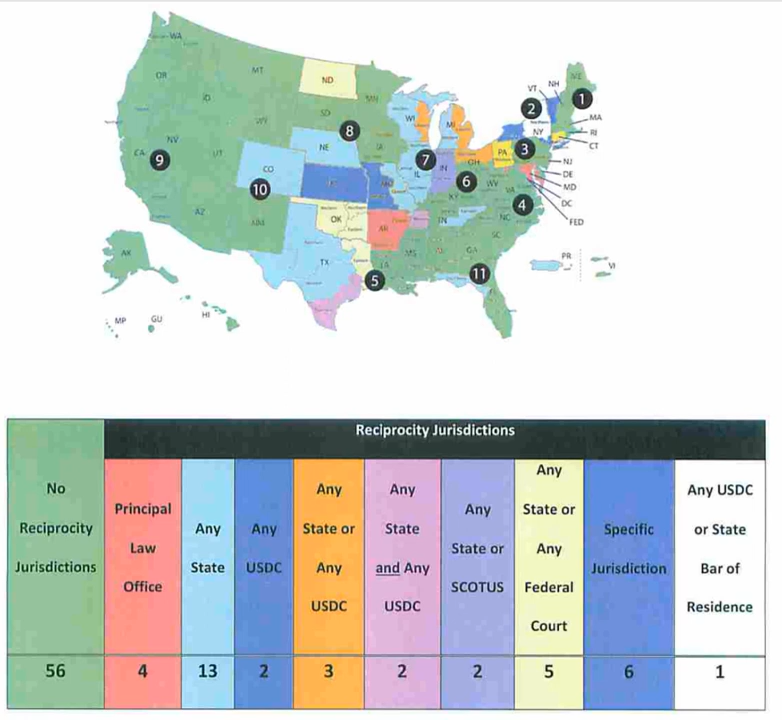 WA
OR
ID
MT
WY
NV
CA
UT
AZ
NM
CO
ND
SD
NE
MN
IA
WI
MI
IL
IN
OH
PA
NY
VT
NH
ME
MA
RI
CT
NJ
DE
MD
DC
FED
WV
VA
KY
TN
NC
SC
GA
AL
MS
LA
AR
OK
TX
AK
HI
MP
GU
PR
VI
1
2
3
4
5
6
7
8
9
10
11
Reciprocity Jurisdictions
No
Reciprocity
Jurisdictions
Principal
Law
Office
Any
State
Any
USDC
Any
State or
Any
USDC
Any
State
and Any
USDC
Any
State or
SCOTUS
Any
State or
Any
Federal
Court
Specific
Jurisdiction
Any USDC
or State
Bar of
Residence
56
4
13
2
3
2
2
5
6
1